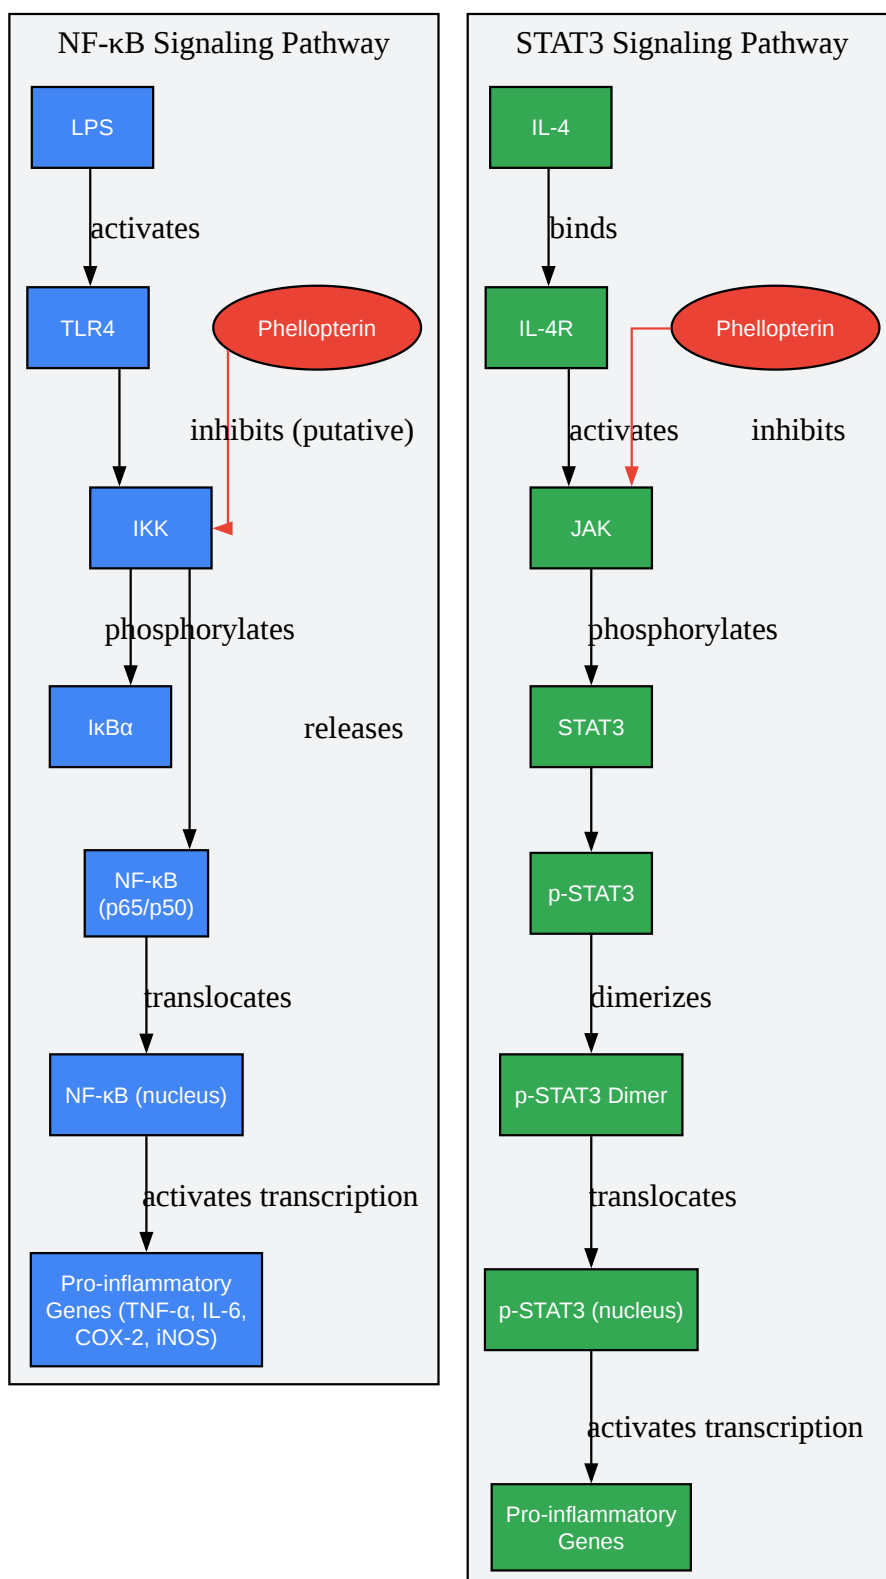 NF-κB Signaling Pathway
LPS
activates
TLR4
Phellopterin
inhibits (putative)
IKK
phosphorylates
IκBα
releases
NF-κB
(p65/p50)
translocates
NF-κB (nucleus)
activates transcription
Pro-inflammatory
Genes (TNF-α, IL-6,
COX-2, iNOS)
STAT3 Signaling Pathway
IL-4
binds
IL-4R
Phellopterin
activates
inhibits
JAK
phosphorylates
STAT3
p-STAT3
dimerizes
p-STAT3 Dimer
translocates
p-STAT3 (nucleus)
activates transcription
Pro-inflammatory
Genes